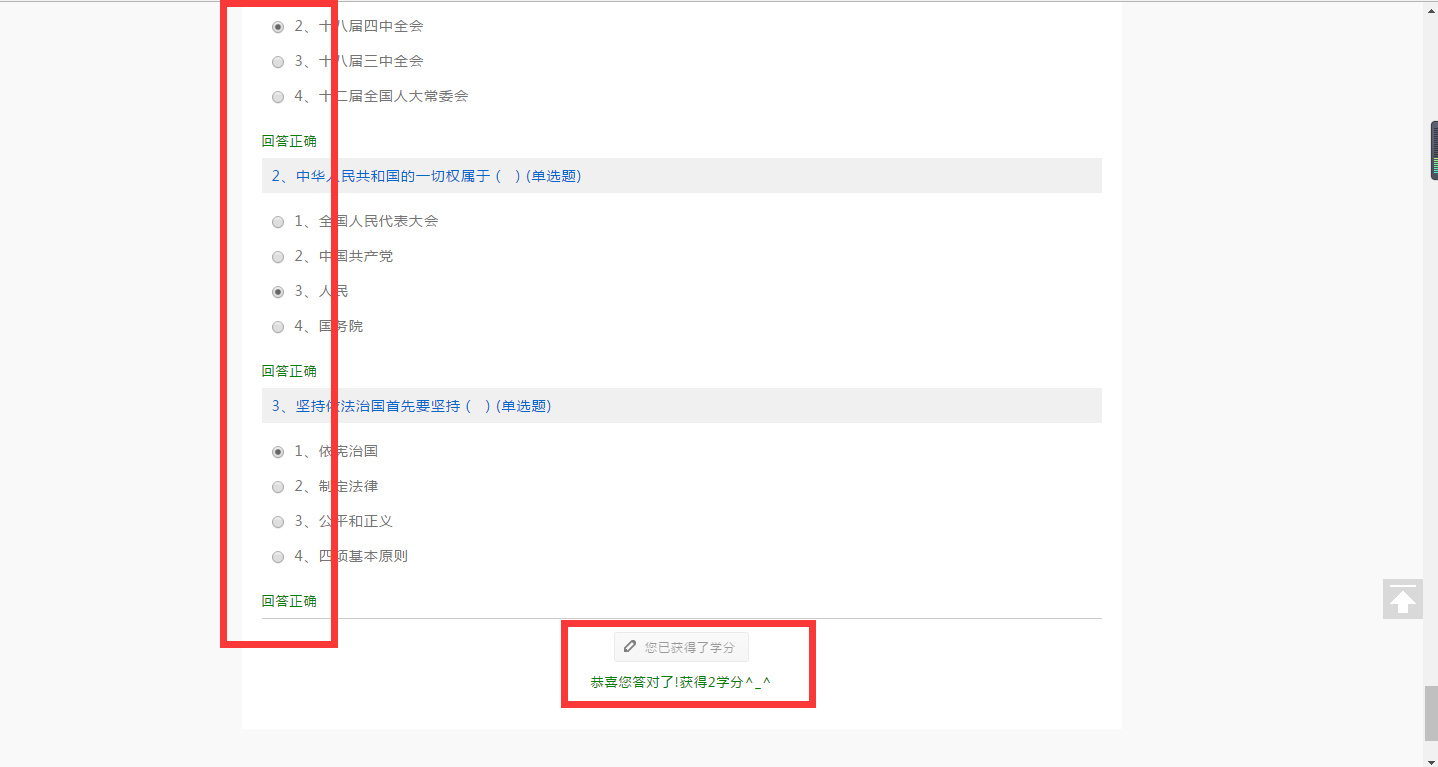 2、十八届四中全会
3、十八届三中全会
4、十二届全国人大常委会
回答正确
2、中华人民共和国的一切权属于（ ）(单选题)
1、全国人民代表大会
2、中国共产党
3、人民
4、国务院
回答正确
3、坚持依法治国首先要坚持（ ）(单选题)
1、依宪治国
2、制定法律
3、公平和正义
4、四项基本原则
回答正确
您已获得了学分
恭喜您答对了!获得2学分^_^